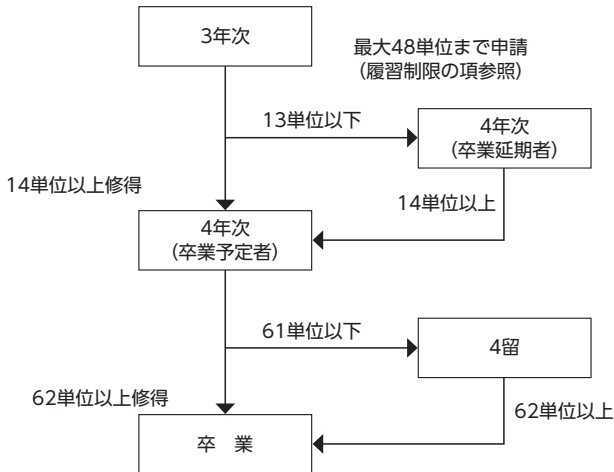 3年次
最大48単位まで申請
(履習制限の項参照)
13単位以下
4年次
(卒業延期者)
14単位以上修得
14単位以上
4年次
(卒業予定者)
61単位以下
4留
62単位以上修得
62単位以上
卒　業